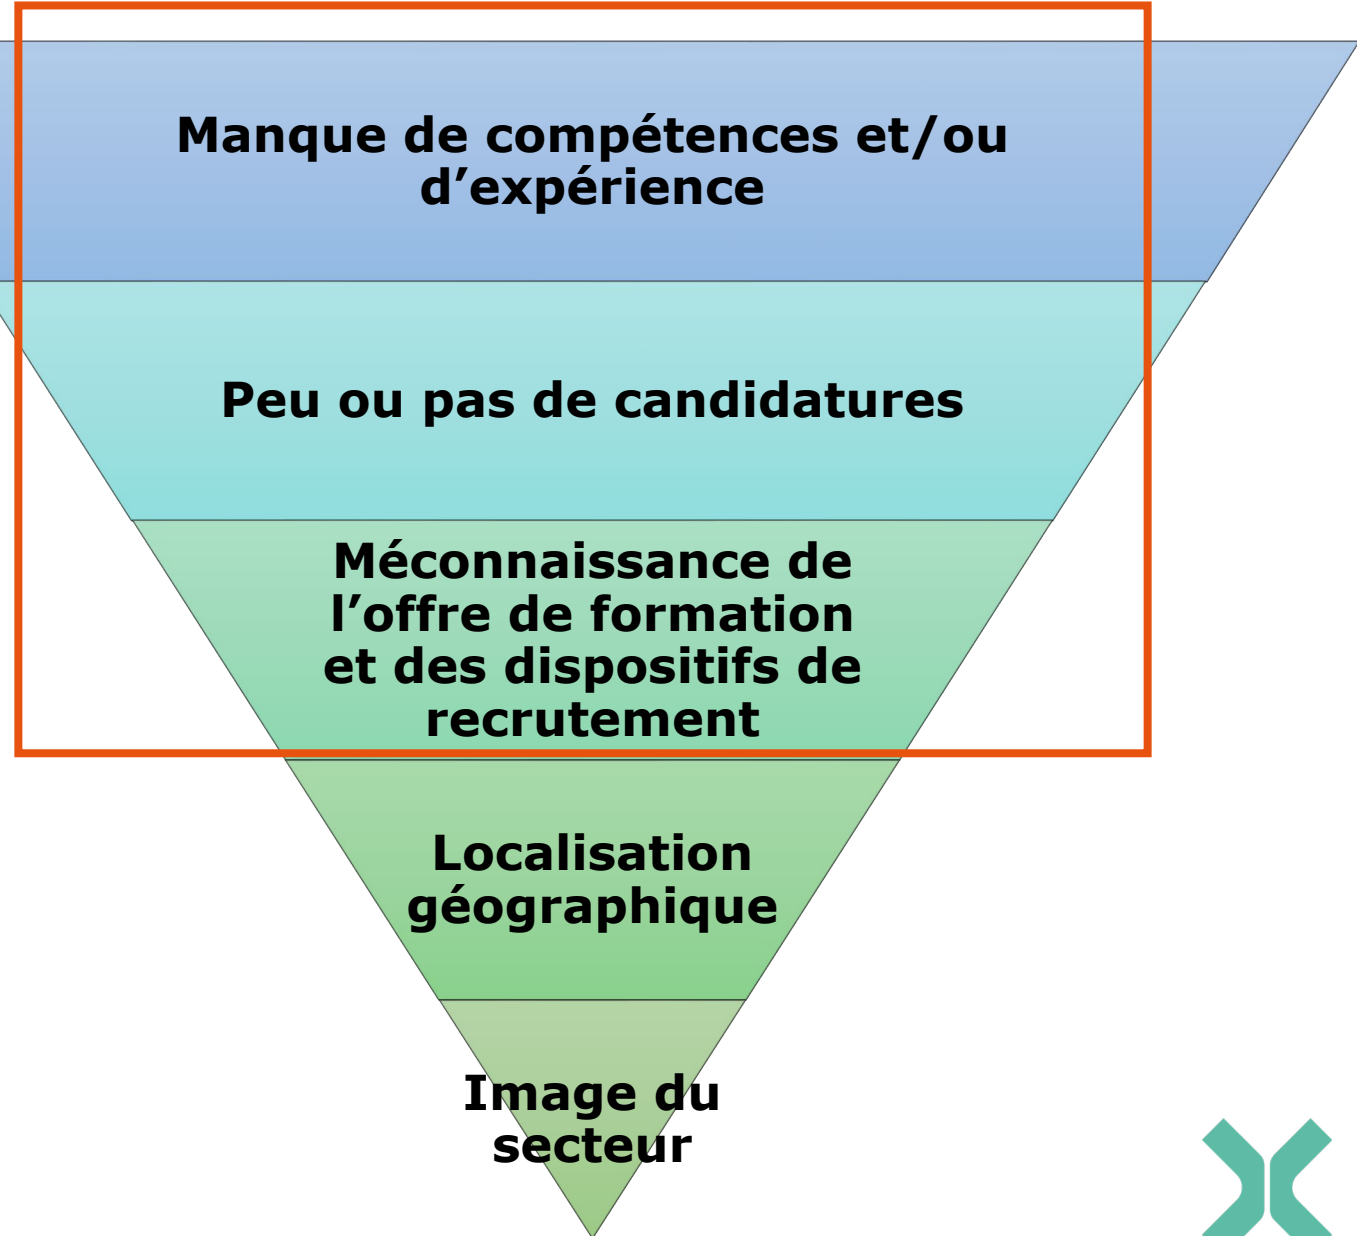 Manque de compétences et/ou
d’expérience
Peu ou pas de candidatures
Méconnaissance de
l’offre de formation
et des dispositifs de
recrutement
Localisation
géographique
Image du
secteur